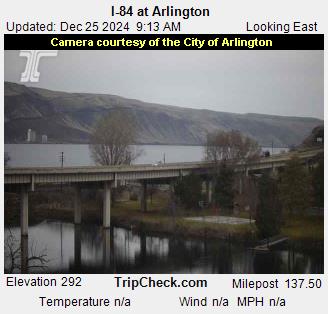 I-84 at Arlington
Updated: Dec 25 2024 9:13 AM Looking East
Camera courtesy of the City of Arlington
Elevation 292 TripCheck.com Milepost 137.50
Temperature n/a Wind n/a MPH n/a